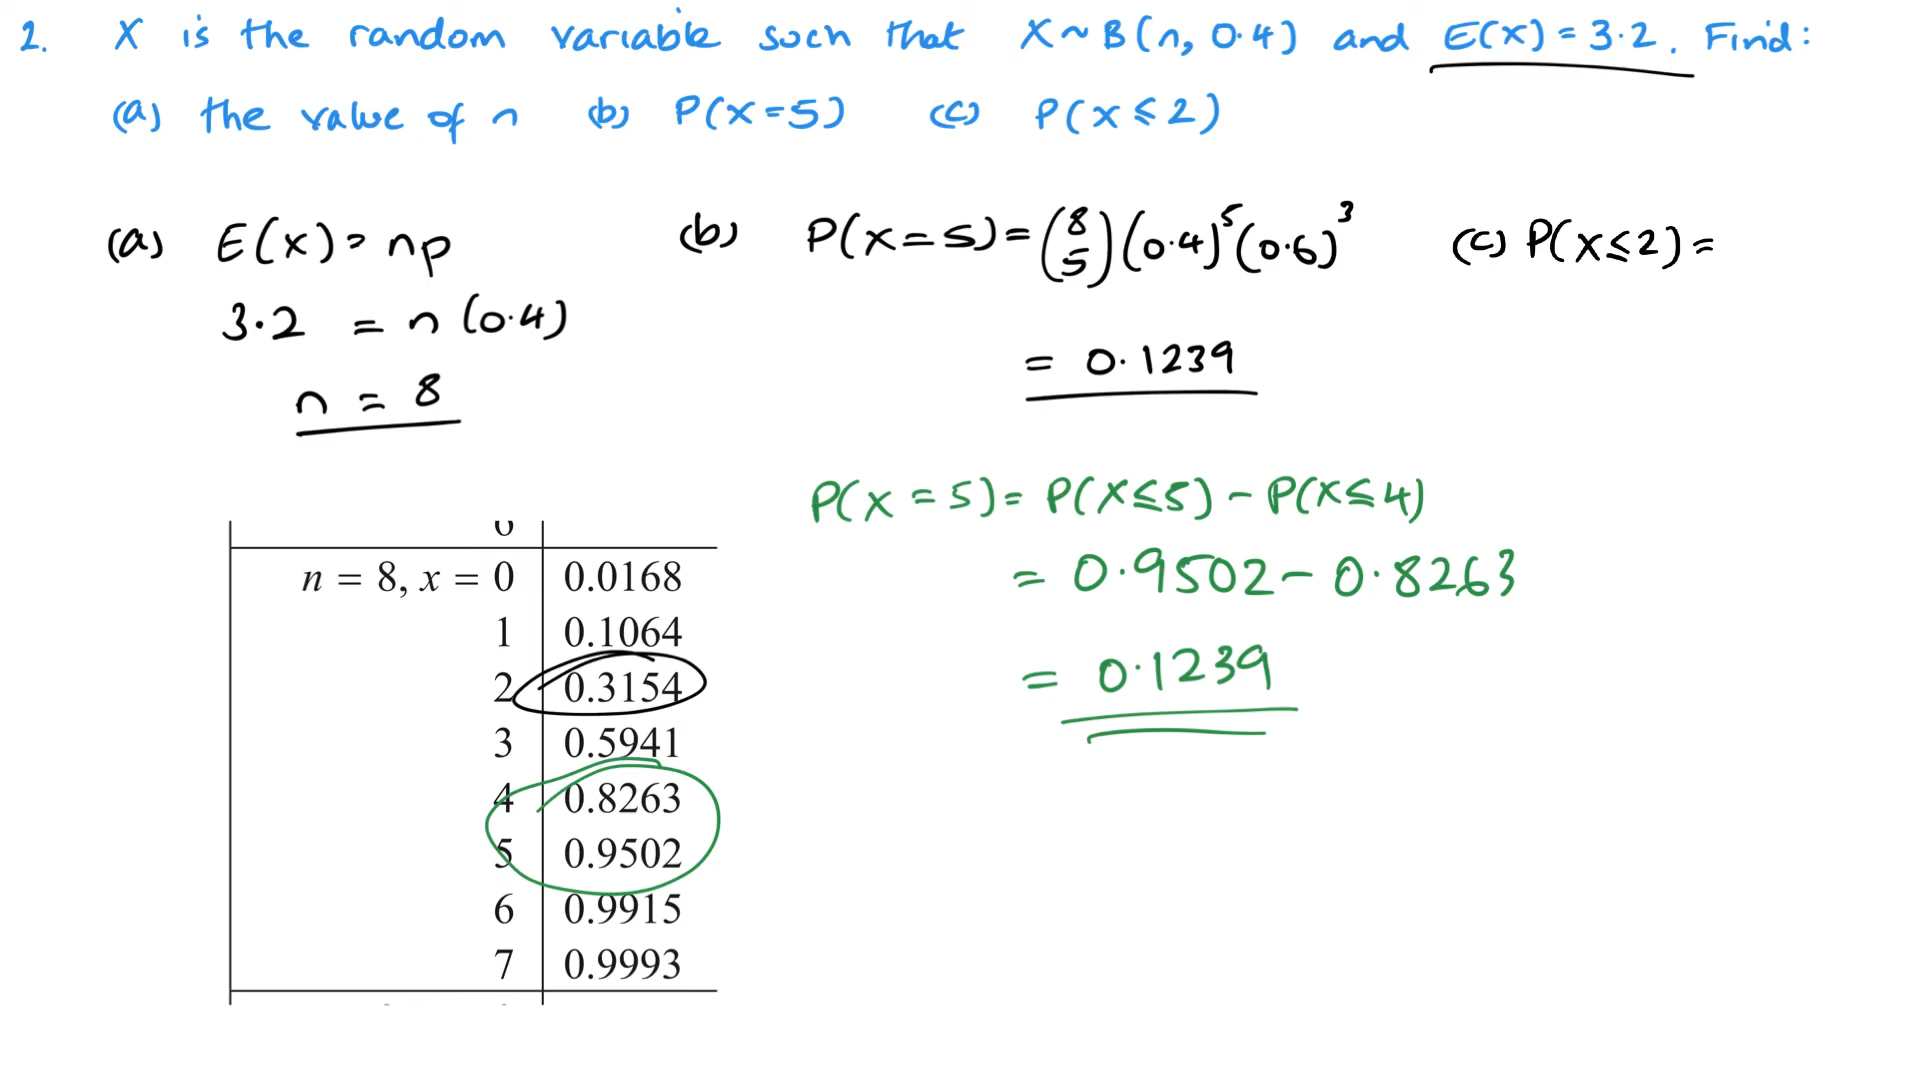 2. X is the random variable such that X ~ B(n, 0.4) and E(X) = 3.2. Find:
(a) the value of n (b) P(X=5) (c) P(X ⩽ 2)
(a) E(X) = np
3.2 = n(0.4)
n = 8
(b) P(X=5) = (8 5)(0.4)⁵(0.6)³
= 0.1239
(c) P(X≤2) =
P(X = 5) = P(X≤5) - P(X≤4)
= 0.9502 - 0.8263
= 0.1239
n = 8, x = 0 0.0168
1 0.1064
2 0.3154
3 0.5941
4 0.8263
5 0.9502
6 0.9915
7 0.9993